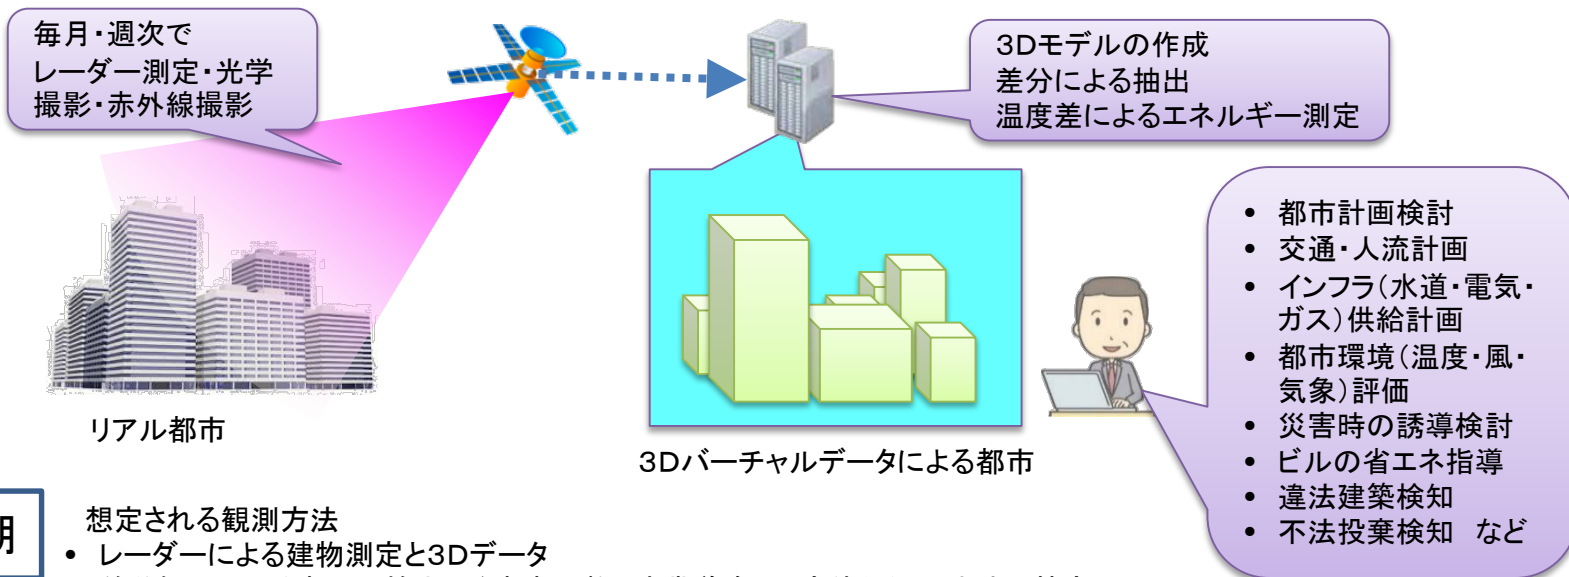 毎月・週次で
レーダー測定・光学
撮影・赤外線撮影
3Dモデルの作成
差分による抽出
温度差によるエネルギー測定
• 都市計画検討
• 交通・人流計画
• インフラ（水道・電気・
ガス）供給計画
• 都市環境（温度・風・
気象）評価
• 災害時の誘導検討
• ビルの省エネ指導
• 違法建築検知
• 不法投棄検知　など
リアル都市
3Dバーチャルデータによる都市
期
想定される観測方法
• レーダーによる建物測定と3Dデータ